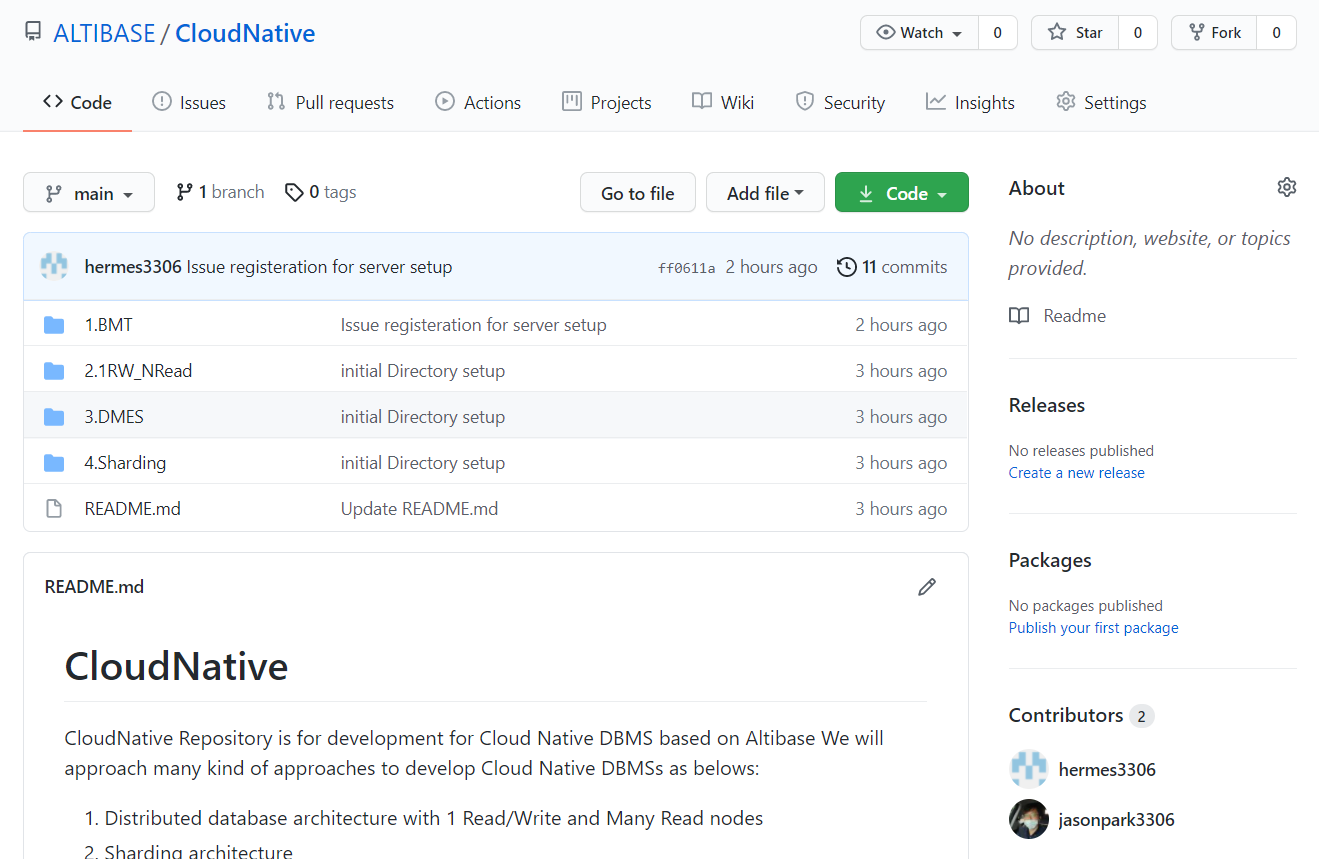 ALTIBASE / CloudNative
Watch 0 Star 0 Fork 0
Code Issues Pull requests Actions Projects Wiki Security Insights Settings
main 1 branch 0 tags Go to file Add file Code
hermes3306 Issue registeration for server setup ff0611a 2 hours ago 11 commits
1.BMT Issue registeration for server setup 2 hours ago
2.1RW_NRead initial Directory setup 3 hours ago
3.DMES initial Directory setup 3 hours ago
4.Sharding initial Directory setup 3 hours ago
README.md Update README.md 3 hours ago
README.md
CloudNative
CloudNative Repository is for development for Cloud Native DBMS based on Altibase We will
approach many kind of approaches to develop Cloud Native DBMSs as belows:
1. Distributed database architecture with 1 Read/Write and Many Read nodes
2. Sharding architecture
About
No description, website, or topics
provided.
Readme
Releases
No releases published
Create a new release
Packages
No packages published
Publish your first package
Contributors 2
hermes3306
jasonpark3306